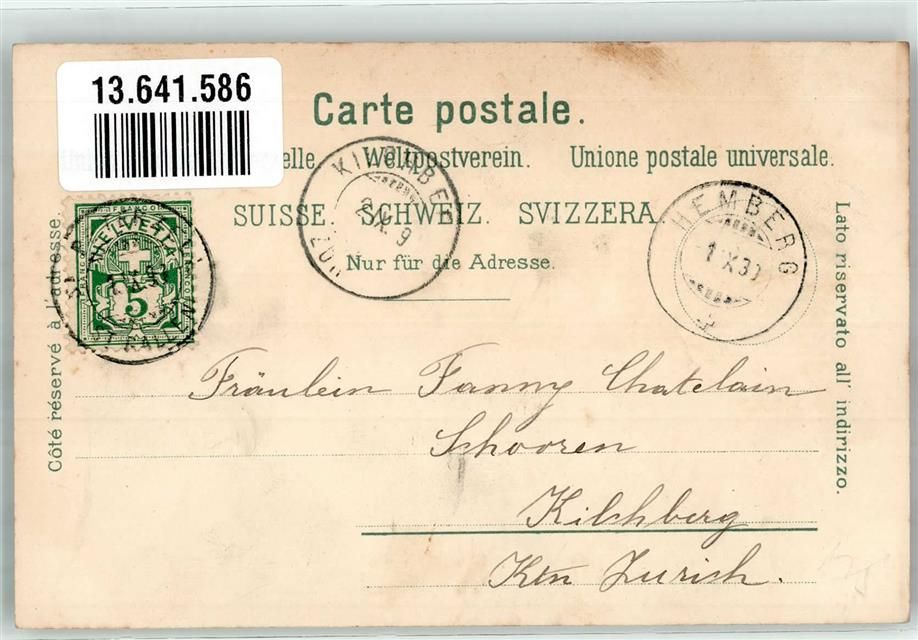 13.641.586
Carte postale.
Weltpostverein. Unione postale universale.
SUISSE. SCHWEIZ. SVIZZERA.
Nur für die Adresse.
Côté réservé à l'adresse.
Lato riservato all' indirizzo.
HELVETIA
FRANCO
5
HEMBERG
Fräulein Fanny Chatelain
Schooren
Kilchberg
Ktn Zurich.